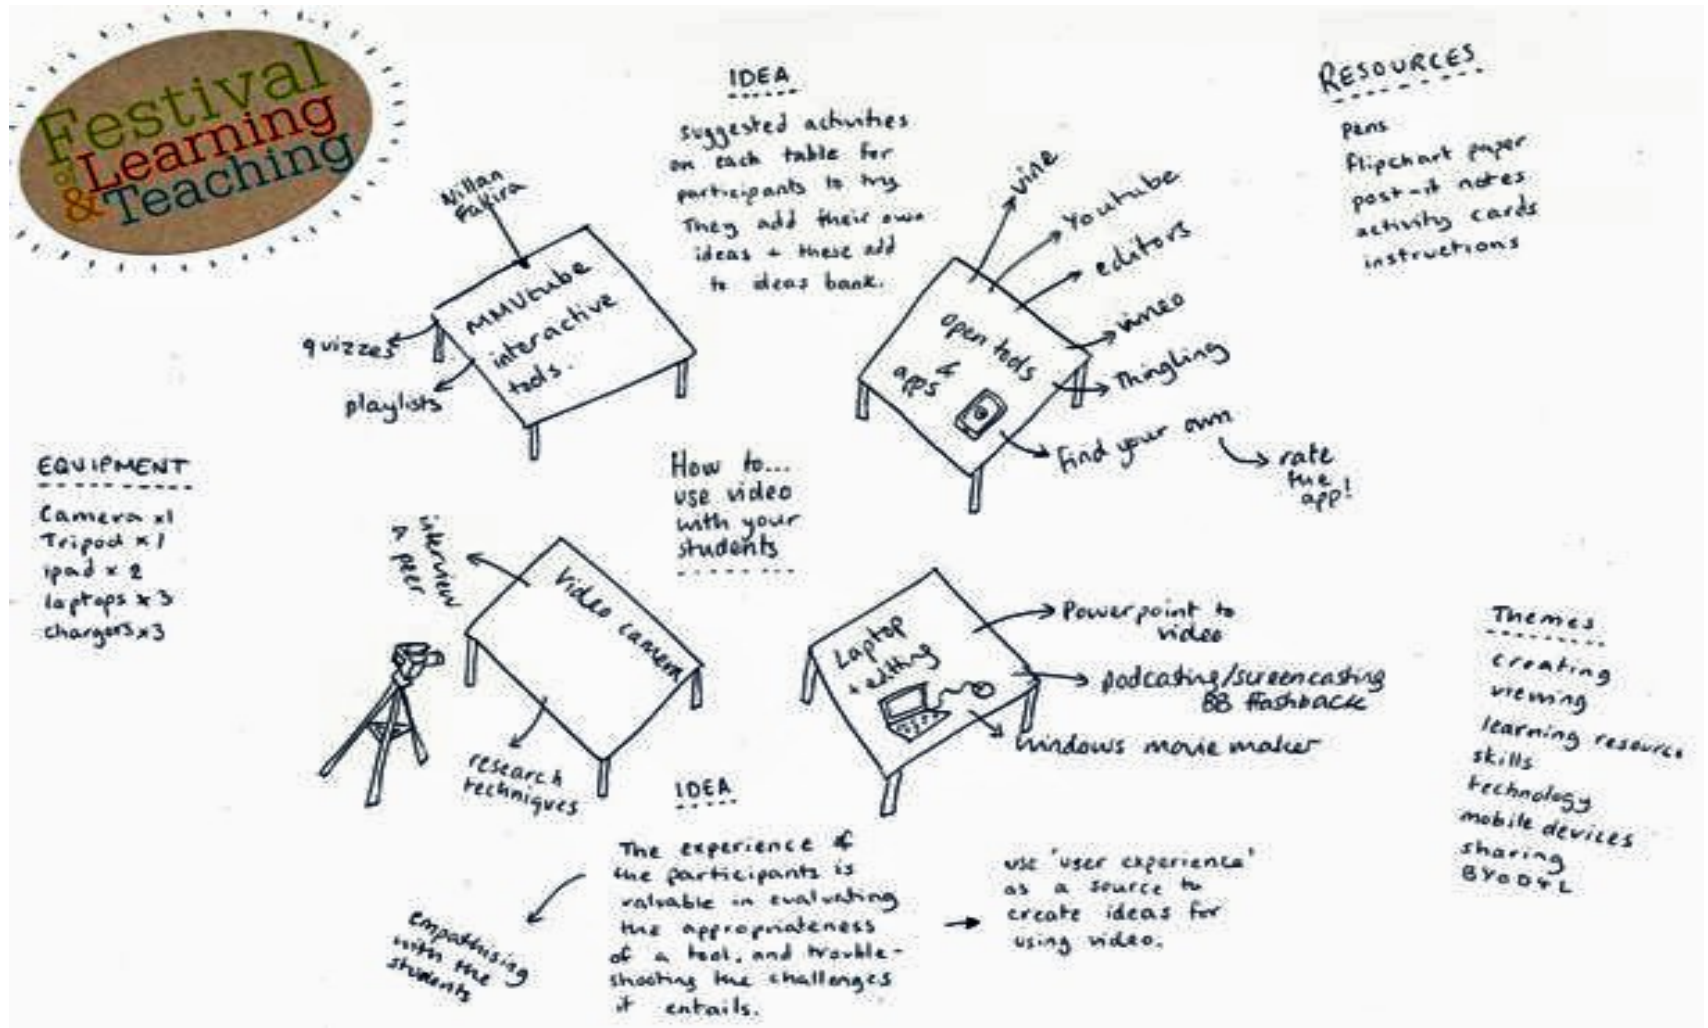 Festival
of Learning
& Teaching
IDEA
suggested activities
on each table for
participants to try
They add their own
ideas + these add
to ideas bank.
RESOURCES
pens
flipchart paper
post-it notes
activity cards
instructions
Fakira
MMUtube
interactive
tools.
quizzes
playlists
open tools
&
apps
vine
Youtube
editors
vimeo
Thingling
find your own
rate
the
app!
EQUIPMENT
Camera x1
Tripod x1
ipad x 2
laptops x 3
chargers x 3
How to...
use video
with your
students
Video camera
interview
a peer
research
techniques
Laptop
+ editing
Powerpoint to
video
podcasting/screencasting
BB flashback
windows movie maker
Themes
creating
viewing
learning resource
skills
technology
mobile devices
sharing
BYOD4L
IDEA
The experience of
the participants is
valuable in evaluating
the appropriateness
of a tool, and trouble-
shooting the challenges
it entails.
empathising
with the
students
use 'user experience'
as a source to
create ideas for
using video.